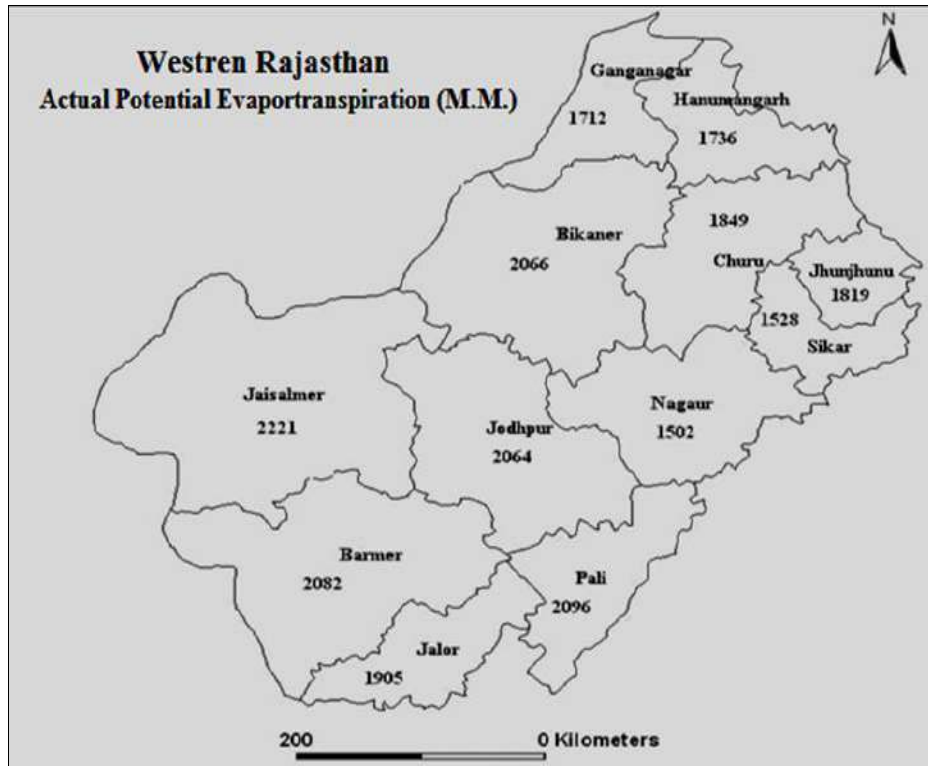 N
Westren Rajasthan
Actual Potential Evaportranspiration (M.M.)
Ganganagar
1712
Hanumangarh
1736
1849
Churu
Bikaner
2066
Jhunjhunu
1819
1528
Sikar
Jaisalmer
2221
Jodhpur
2064
Nagaur
1502
Barmer
2082
Pali
2096
Jalor
1905
200 0 Kilometers